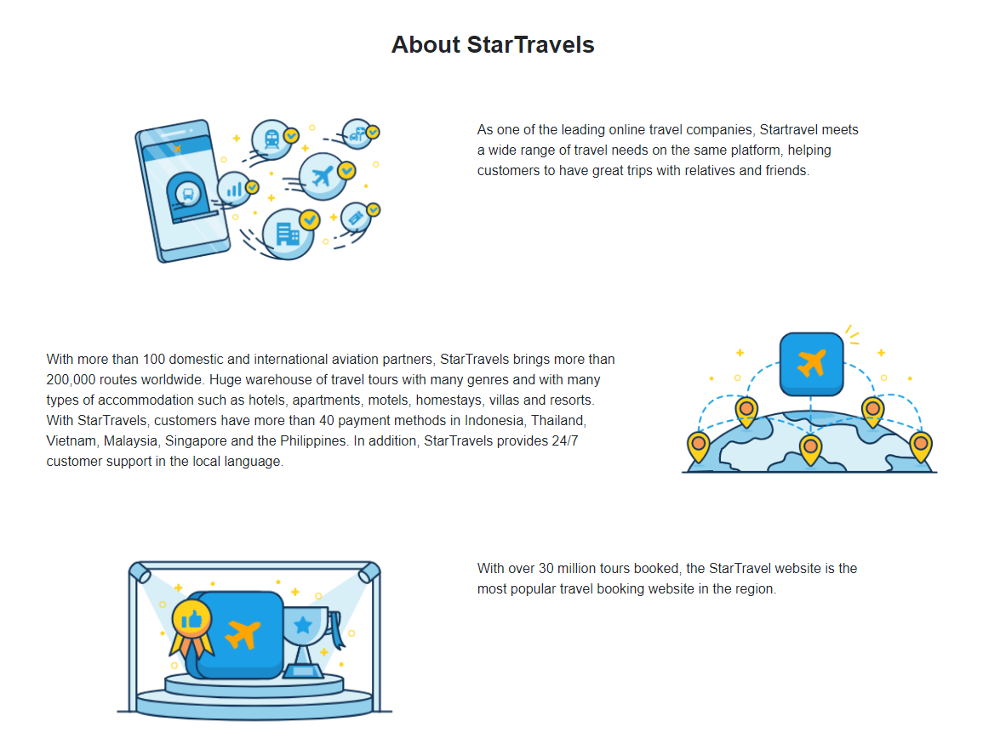 About StarTravels
As one of the leading online travel companies, Startravel meets
a wide range of travel needs on the same platform, helping
customers to have great trips with relatives and friends.
With more than 100 domestic and international aviation partners, StarTravels brings more than
200,000 routes worldwide. Huge warehouse of travel tours with many genres and with many
types of accommodation such as hotels, apartments, motels, homestays, villas and resorts.
With StarTravels, customers have more than 40 payment methods in Indonesia, Thailand,
Vietnam, Malaysia, Singapore and the Philippines. In addition, StarTravels provides 24/7
customer support in the local language.
With over 30 million tours booked, the StarTravel website is the
most popular travel booking website in the region.